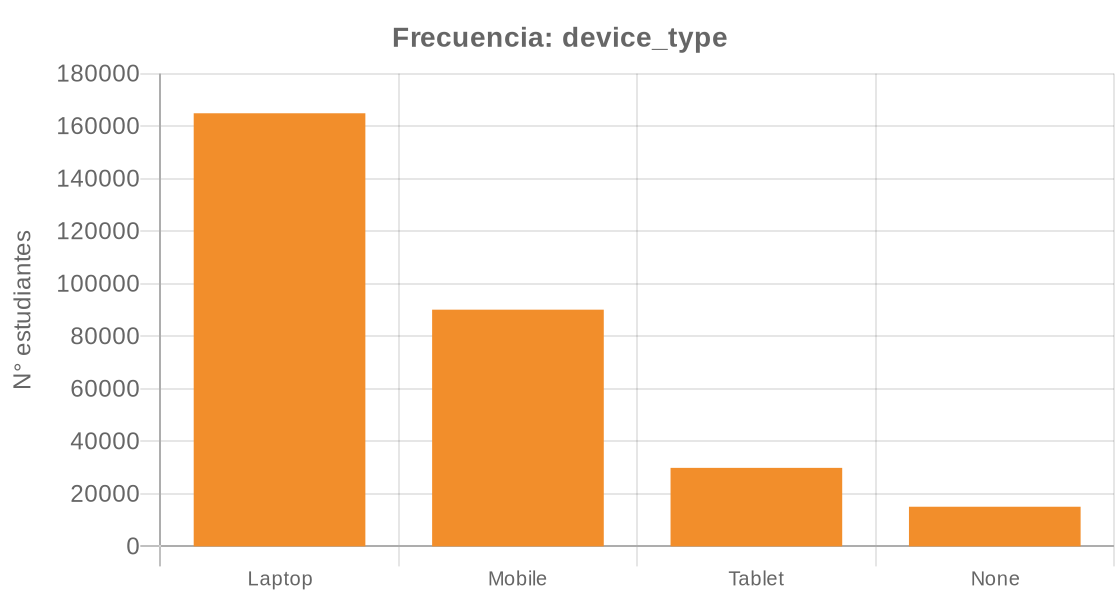 Frecuencia: device_type
180000
160000
140000
120000
100000
80000
60000
40000
20000
0
N° estudiantes
Laptop
Mobile
Tablet
None